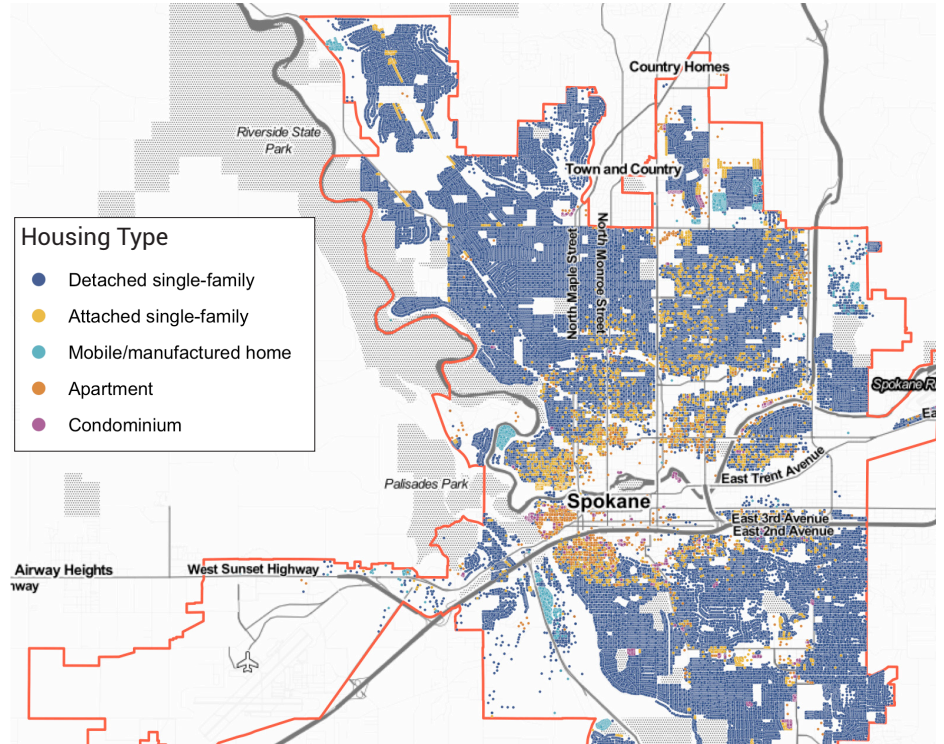 Country Homes
Riverside State
Park
Town and Country
Housing Type
Detached single-family
Attached single-family
Mobile/manufactured home
Apartment
Condominium
North Maple Street
North Monroe Street
Spokane
East Trent Avenue
Palisades Park
Spokane
East 3rd Avenue
East 2nd Avenue
Airway Heights
West Sunset Highway
hway